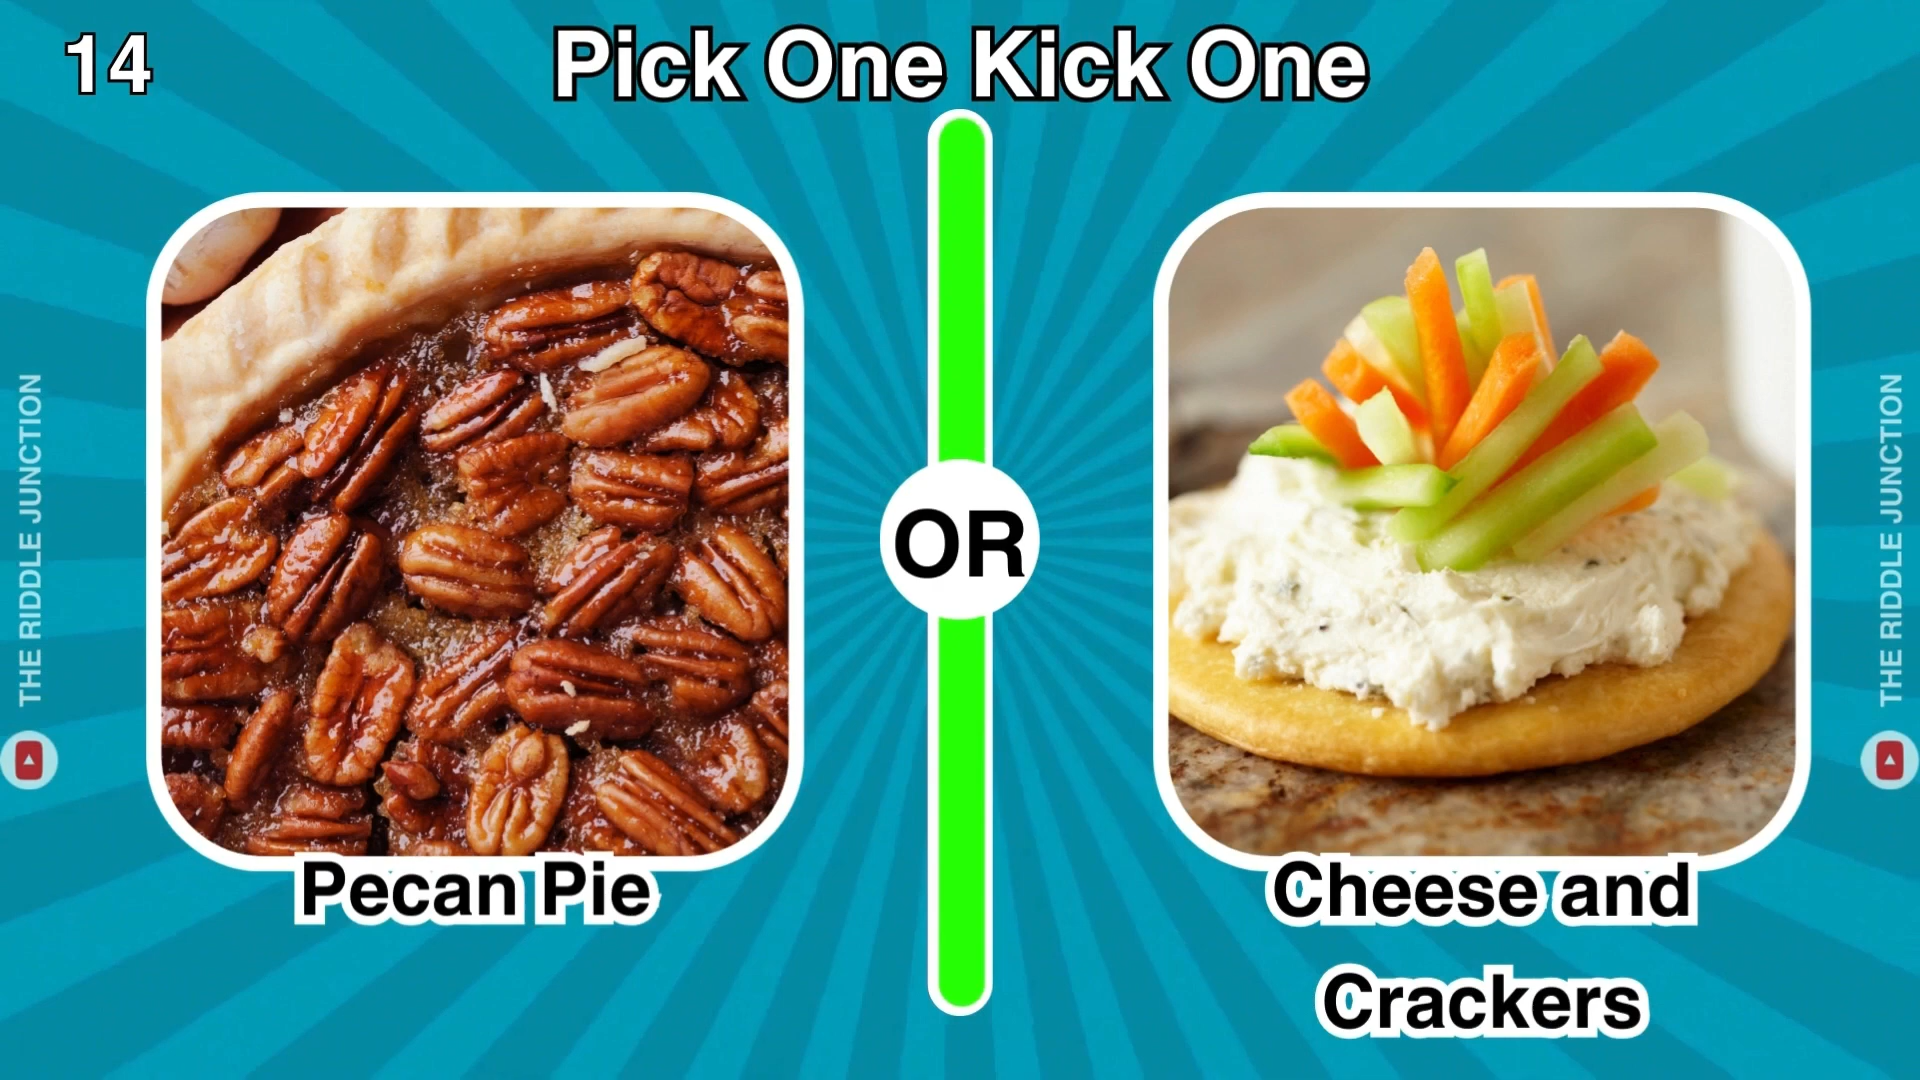 14
Pick One Kick One
OR
Pecan Pie
Cheese and
Crackers
THE RIDDLE JUNCTION
THE RIDDLE JUNCTION